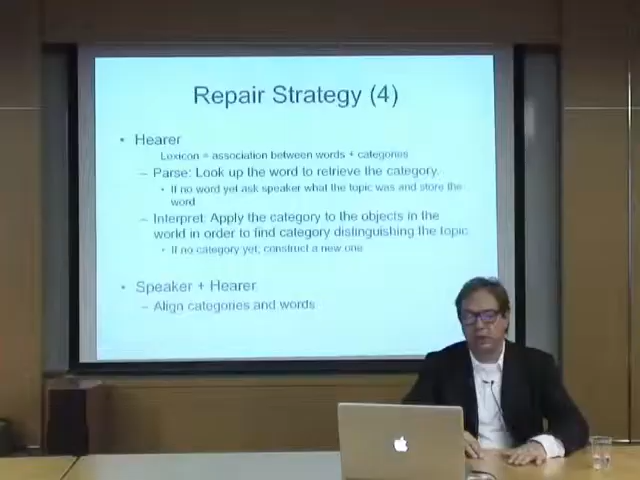 Repair Strategy (4)
• Hearer
Lexicon = association between words + categories
– Parse: Look up the word to retrieve the category.
• If no word yet ask speaker what the topic was and store the
word
– Interpret: Apply the category to the objects in the
world in order to find category distinguishing the topic
• If no category yet, construct a new one
• Speaker + Hearer
– Align categories and words